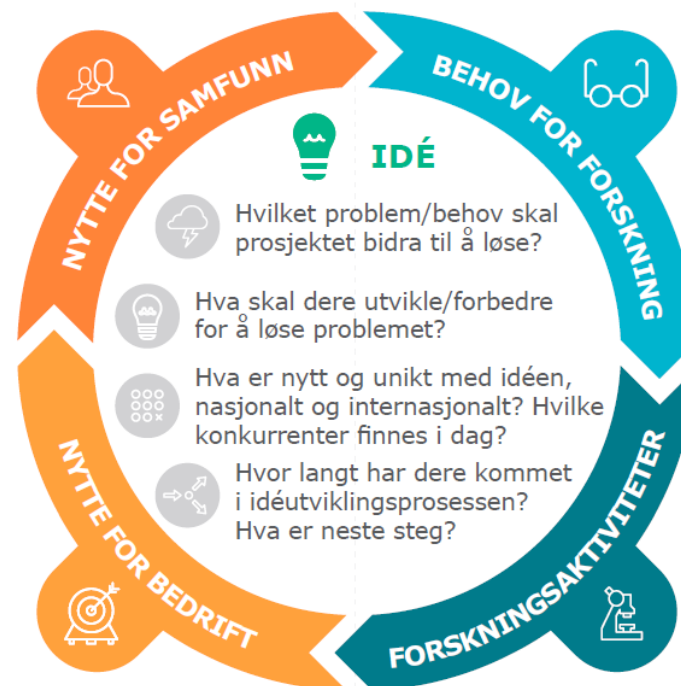 NYTTE FOR SAMFUNN
BEHOV FOR FORSKNING
IDÉ
Hvilket problem/behov skal
prosjektet bidra til å løse?
Hva skal dere utvikle/forbedre
for å løse problemet?
Hva er nytt og unikt med idéen,
nasjonalt og internasjonalt? Hvilke
konkurrenter finnes i dag?
Hvor langt har dere kommet
i idéutviklingsprosessen?
Hva er neste steg?
NYTTE FOR BEDRIFT
FORSKNINGSAKTIVITETER